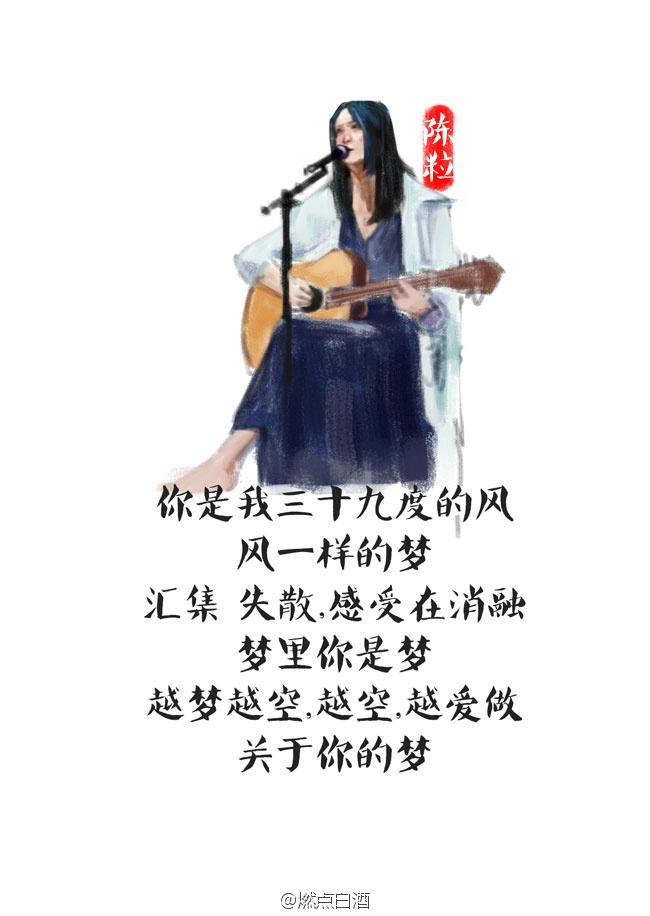 陈粒
你是我三十九度的风
风一样的梦
汇集 失散,感受在消融
梦里你是梦
越梦越空,越空,越爱做
关于你的梦
@燃点白酒